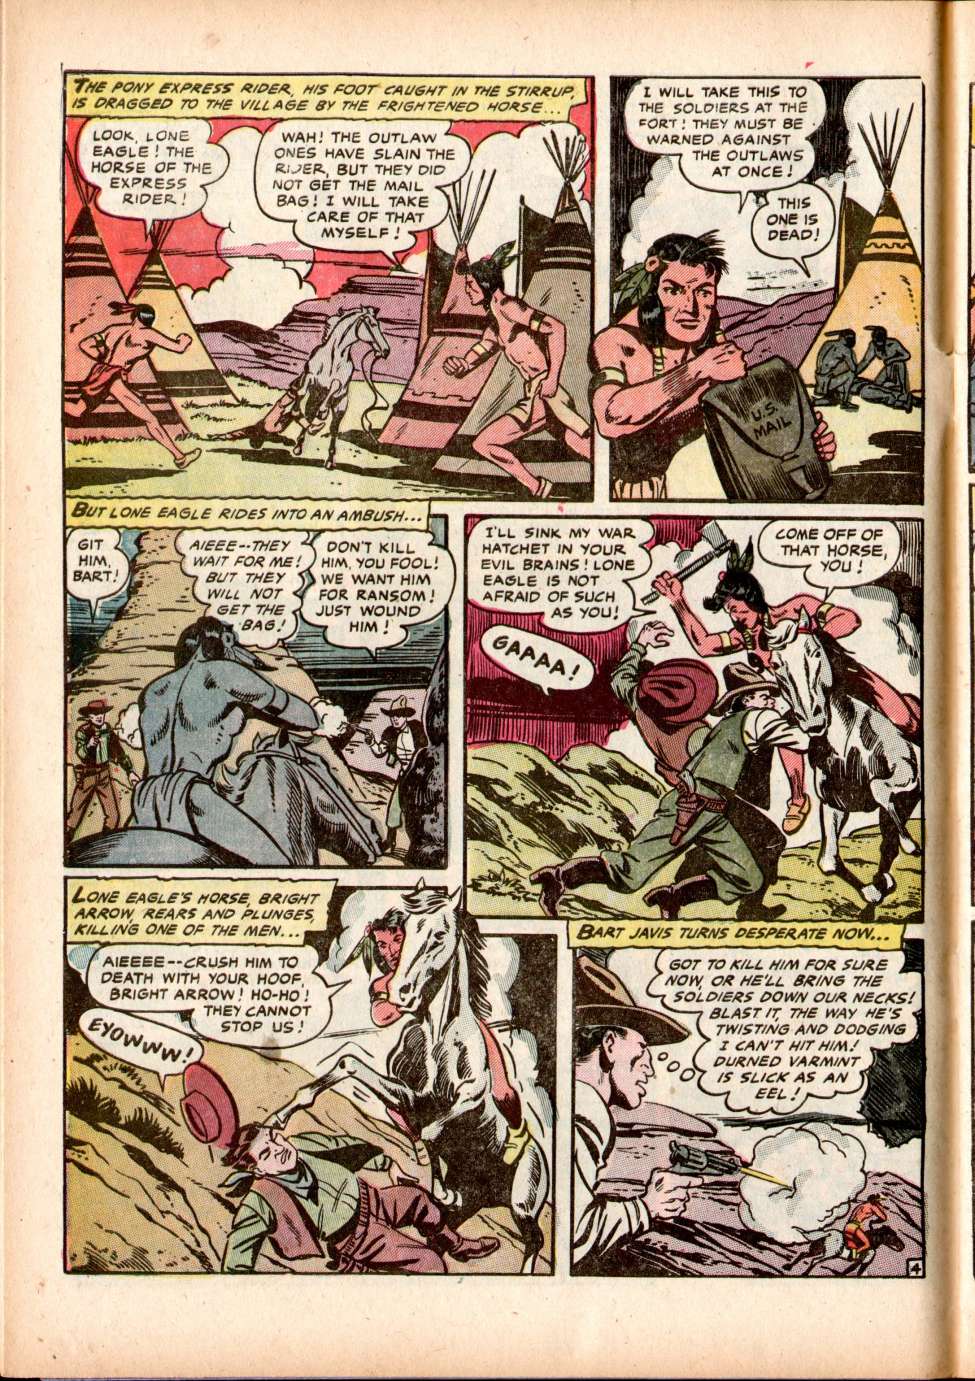 THE PONY EXPRESS RIDER, HIS FOOT CAUGHT IN THE STIRRUP,
IS DRAGGED TO THE VILLAGE BY THE FRIGHTENED HORSE...
LOOK, LONE
EAGLE! THE
HORSE OF THE
EXPRESS
RIDER!
WAH! THE OUTLAW
ONES HAVE SLAIN THE
RIDER, BUT THEY DID
NOT GET THE MAIL
BAG! I WILL TAKE
CARE OF THAT
MYSELF!
I WILL TAKE THIS TO
THE SOLDIERS AT THE
FORT! THEY MUST BE
WARNED AGAINST
THE OUTLAWS
AT ONCE!
THIS
ONE IS
DEAD!
U.S.
MAIL
BUT LONE EAGLE RIDES INTO AN AMBUSH...
GIT
HIM,
BART!
AIEEE--THEY
WAIT FOR ME!
BUT THEY
WILL NOT
GET THE
BAG!
DON'T KILL
HIM, YOU FOOL!
WE WANT HIM
FOR RANSOM!
JUST WOUND
HIM!
I'LL SINK MY WAR
HATCHET IN YOUR
EVIL BRAINS! LONE
EAGLE IS NOT
AFRAID OF SUCH
AS YOU!
GAAAA!
COME OFF OF
THAT HORSE,
YOU!
LONE EAGLE'S HORSE, BRIGHT
ARROW, REARS AND PLUNGES,
KILLING ONE OF THE MEN...
AIEEEE--CRUSH HIM TO
DEATH WITH YOUR HOOF,
BRIGHT ARROW! HO-HO!
THEY CANNOT
STOP US!
EYOWWW!
BART JAVIS TURNS DESPERATE NOW...
GOT TO KILL HIM FOR SURE
NOW, OR HE'LL BRING THE
SOLDIERS DOWN OUR NECKS!
BLAST IT, THE WAY HE'S
TWISTING AND DODGING
I CAN'T HIT HIM!
DURNED VARMINT
IS SLICK AS AN
EEL!
4